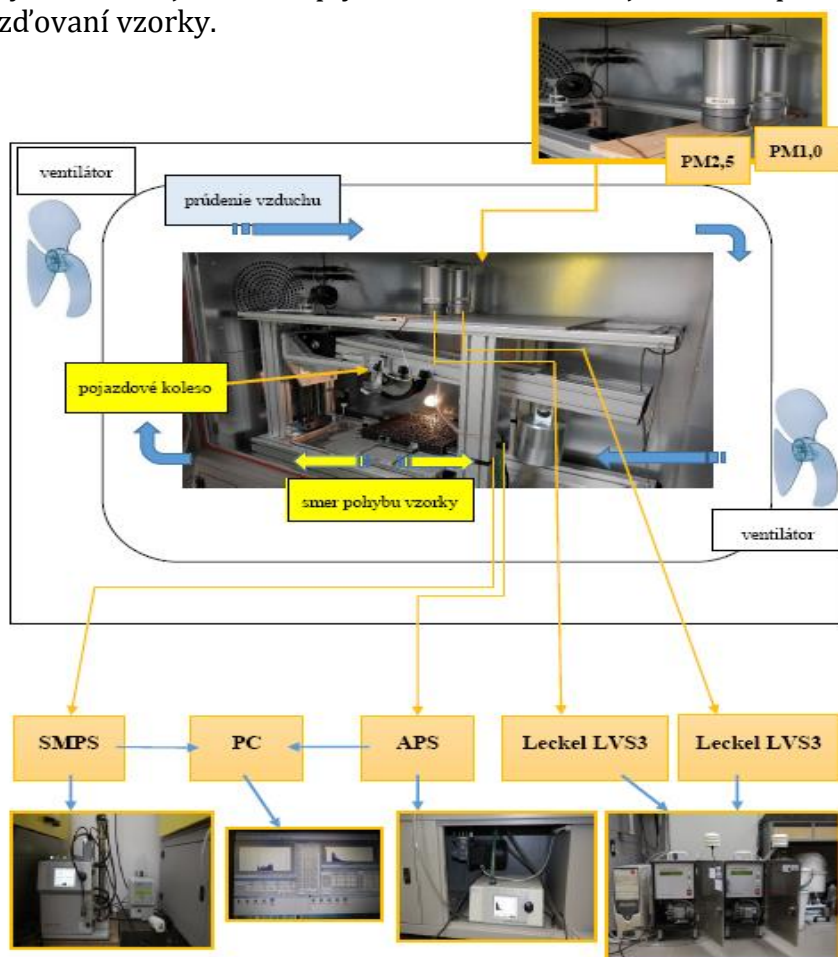 zďovaní vzorky.
PM2,5
PM1,0
ventilátor
prúdenie vzduchu
pojazdové koleso
smer pohybu vzorky
ventilátor
SMPS
PC
APS
Leckel LVS3
Leckel LVS3